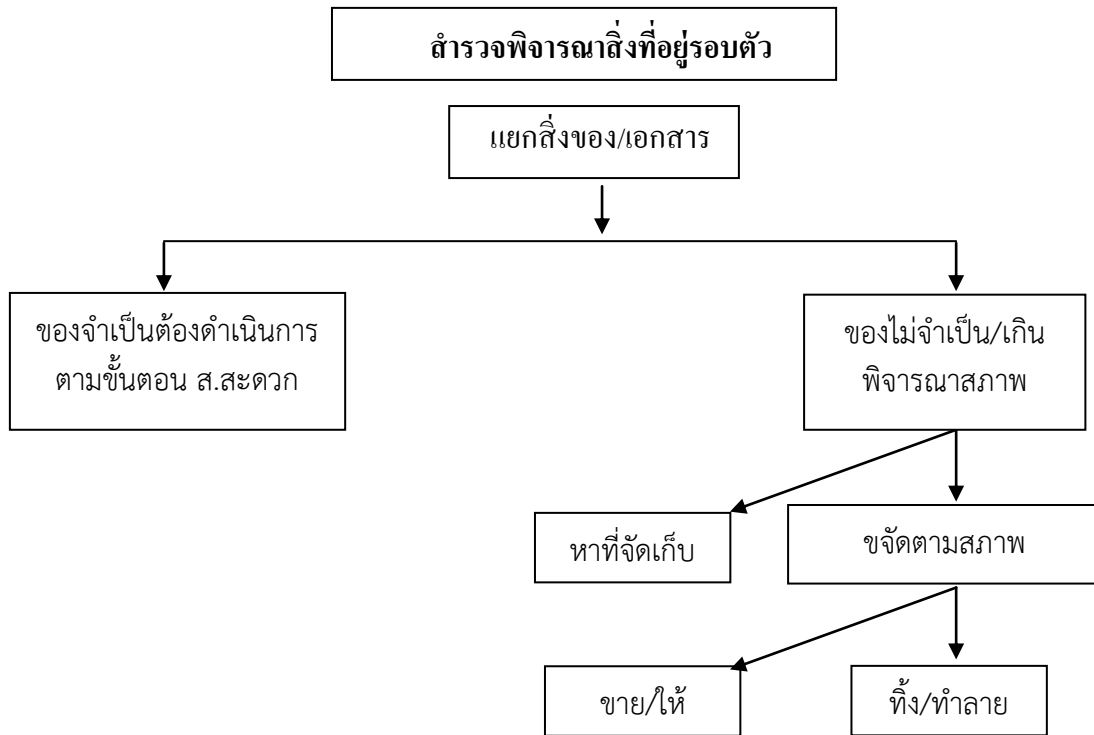 สำรวจพิจารณาสิ่งที่อยู่รอบตัว
แยกสิ่งของ/เอกสาร
ของจำเป็นต้องดำเนินการ
ตามขั้นตอน ส.สะดวก
ของไม่จำเป็น/เกิน
พิจารณาสภาพ
หาที่จัดเก็บ
ขจัดตามสภาพ
ขาย/ให้
ทิ้ง/ทำลาย